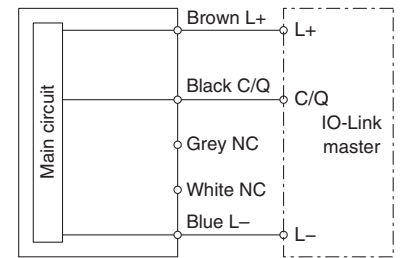 Brown L+
L+
Black C/Q
C/Q
Main circuit
IO-Link
master
Grey NC
White NC
Blue L–
L–